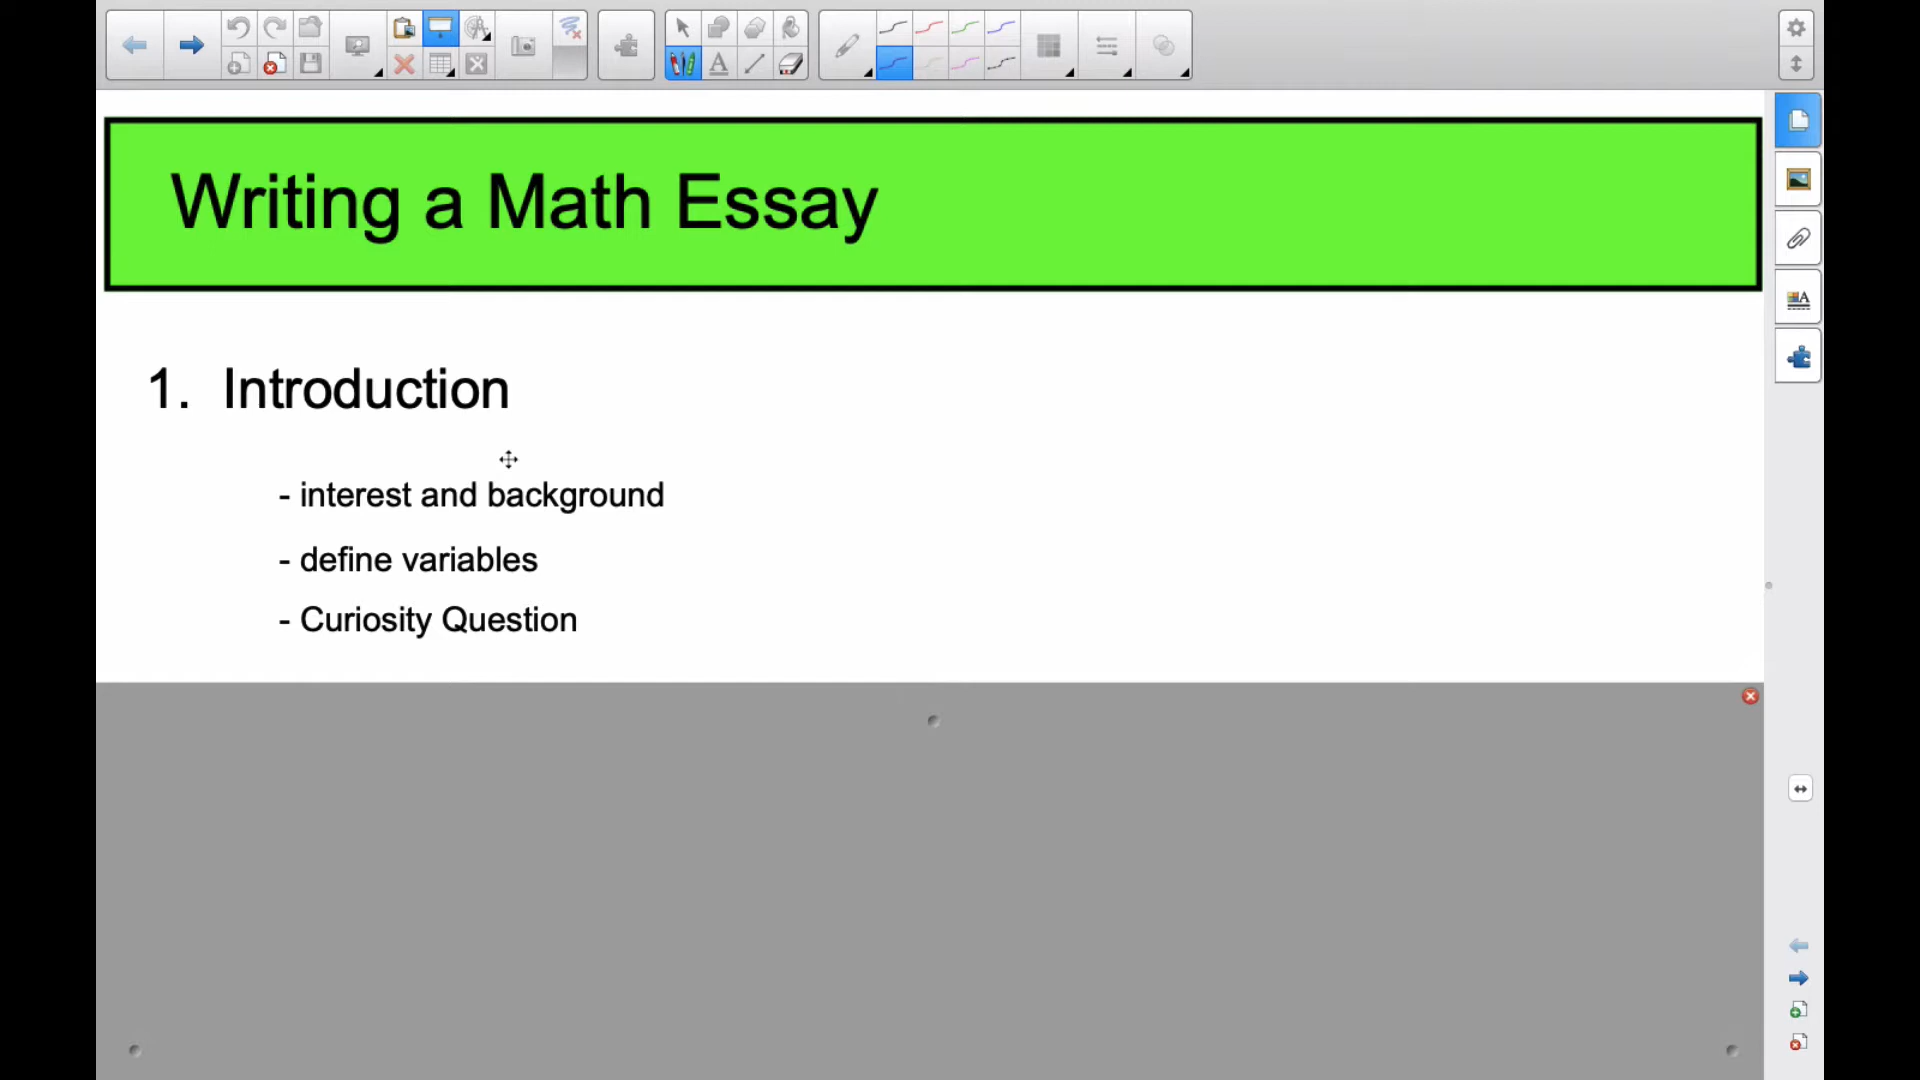 Writing a Math Essay
1. Introduction
- interest and background
- define variables
- Curiosity Question